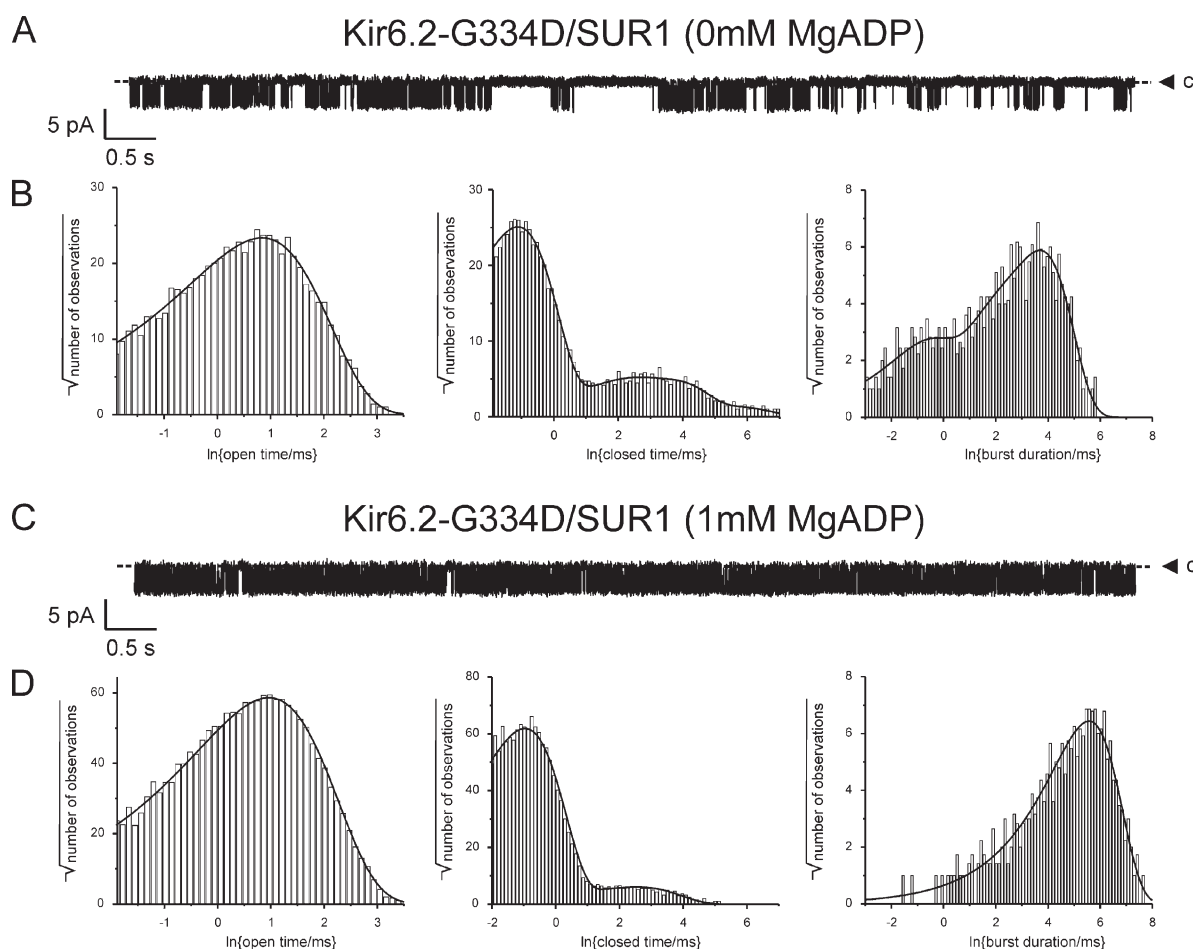 A
Kir6.2-G334D/SUR1 (0mM MgADP)
c
5 pA
0.5 s
B
√number of observations
30
20
10
0
-1 0 1 2 3
ln{open time/ms}
√number of observations
30
20
10
0
0 2 4 6
ln{closed time/ms}
√number of observations
8
6
4
2
0
-2 0 2 4 6 8
ln{burst duration/ms}
C
Kir6.2-G334D/SUR1 (1mM MgADP)
c
5 pA
0.5 s
D
√number of observations
60
40
20
0
-1 0 1 2 3
ln{open time/ms}
√number of observations
80
60
40
20
0
-2 0 2 4 6
ln{closed time/ms}
√number of observations
8
6
4
2
0
-2 0 2 4 6 8
ln{burst duration/ms}